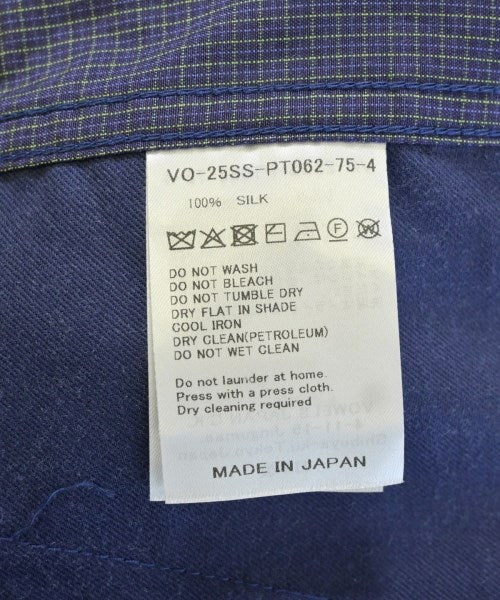 VO-25SS-PT062-75-4
100% SILK
F W
DO NOT WASH
DO NOT BLEACH
DO NOT TUMBLE DRY
DRY FLAT IN SHADE
COOL IRON
DRY CLEAN(PETROLEUM)
DO NOT WET CLEAN
Do not launder at home.
Press with a press cloth.
Dry cleaning required
MADE IN JAPAN